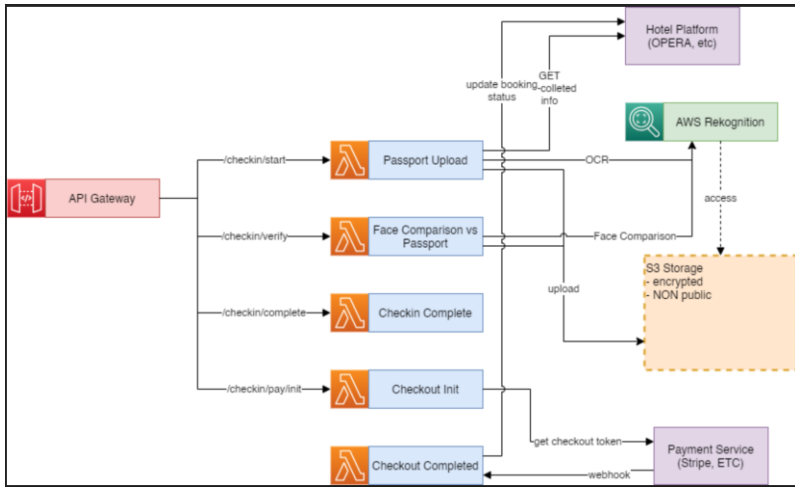 Hotel Platform
(OPERA, etc)
update booking
status
GET
-colleted
info
AWS Rekognition
/checkin/start
Passport Upload
OCR
API Gateway
access
/checkin/verify
Face Comparison vs
Passport
Face Comparison
S3 Storage
- encrypted
- NON public
upload
/checkin/complete
Checkin Complete
/checkin/pay/init
Checkout Init
get checkout token
Payment Service
(Stripe, ETC)
Checkout Completed
webhook